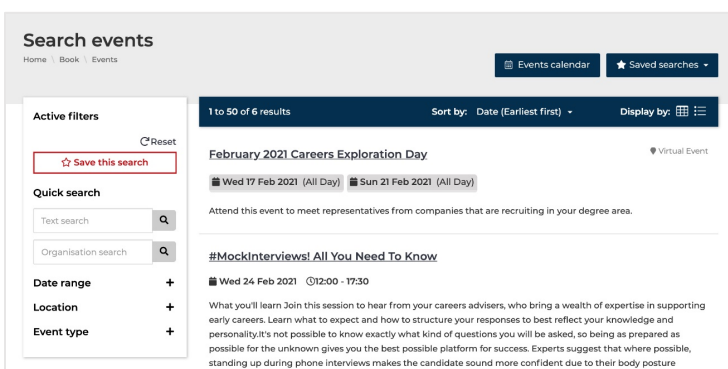 Search events
Home \ Book \ Events
Events calendar
Saved searches
Active filters
Reset
Save this search
Quick search
Text search
Organisation search
Date range +
Location +
Event type +
1 to 50 of 6 results
Sort by: Date (Earliest first)
Display by:
February 2021 Careers Exploration Day
Virtual Event
Wed 17 Feb 2021 (All Day) Sun 21 Feb 2021 (All Day)
Attend this event to meet representatives from companies that are recruiting in your degree area.
#MockInterviews! All You Need To Know
Wed 24 Feb 2021 12:00 - 17:30
What you'll learn Join this session to hear from your careers advisers, who bring a wealth of expertise in supporting
early careers. Learn what to expect and how to structure your responses to best reflect your knowledge and
personality.It's not possible to know exactly what kind of questions you will be asked, so being as prepared as
possible for the unknown gives you the best possible platform for success. Experts suggest that where possible,
standing up during phone interviews makes the candidate sound more confident due to their body posture